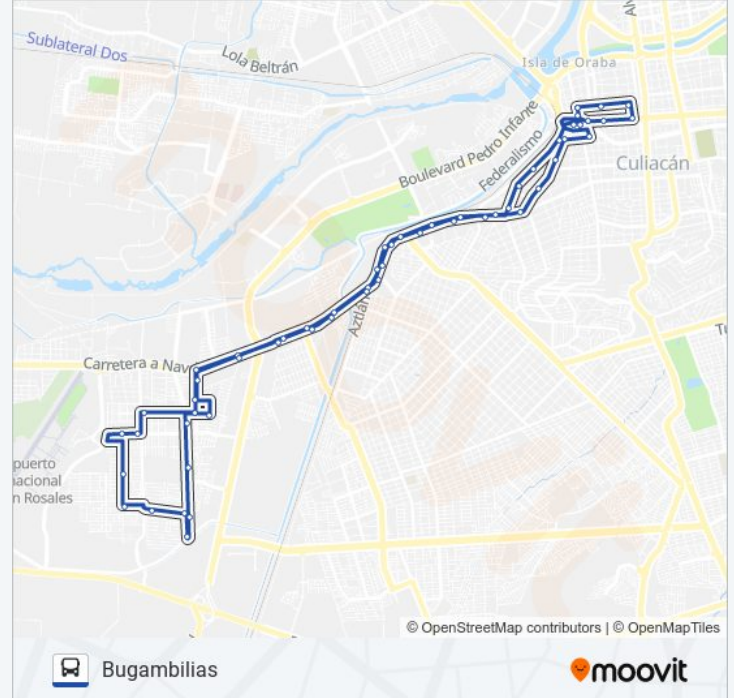 Sublateral Dos
Lola Beltrán
Isla de Oraba
Boulevard Pedro Infante
Federalismo
Culiacán
Aztlán
Carretera a Nav
puerto
nacional
n Rosales
© OpenStreetMap contributors | © OpenMapTiles
Bugambilias
moovit